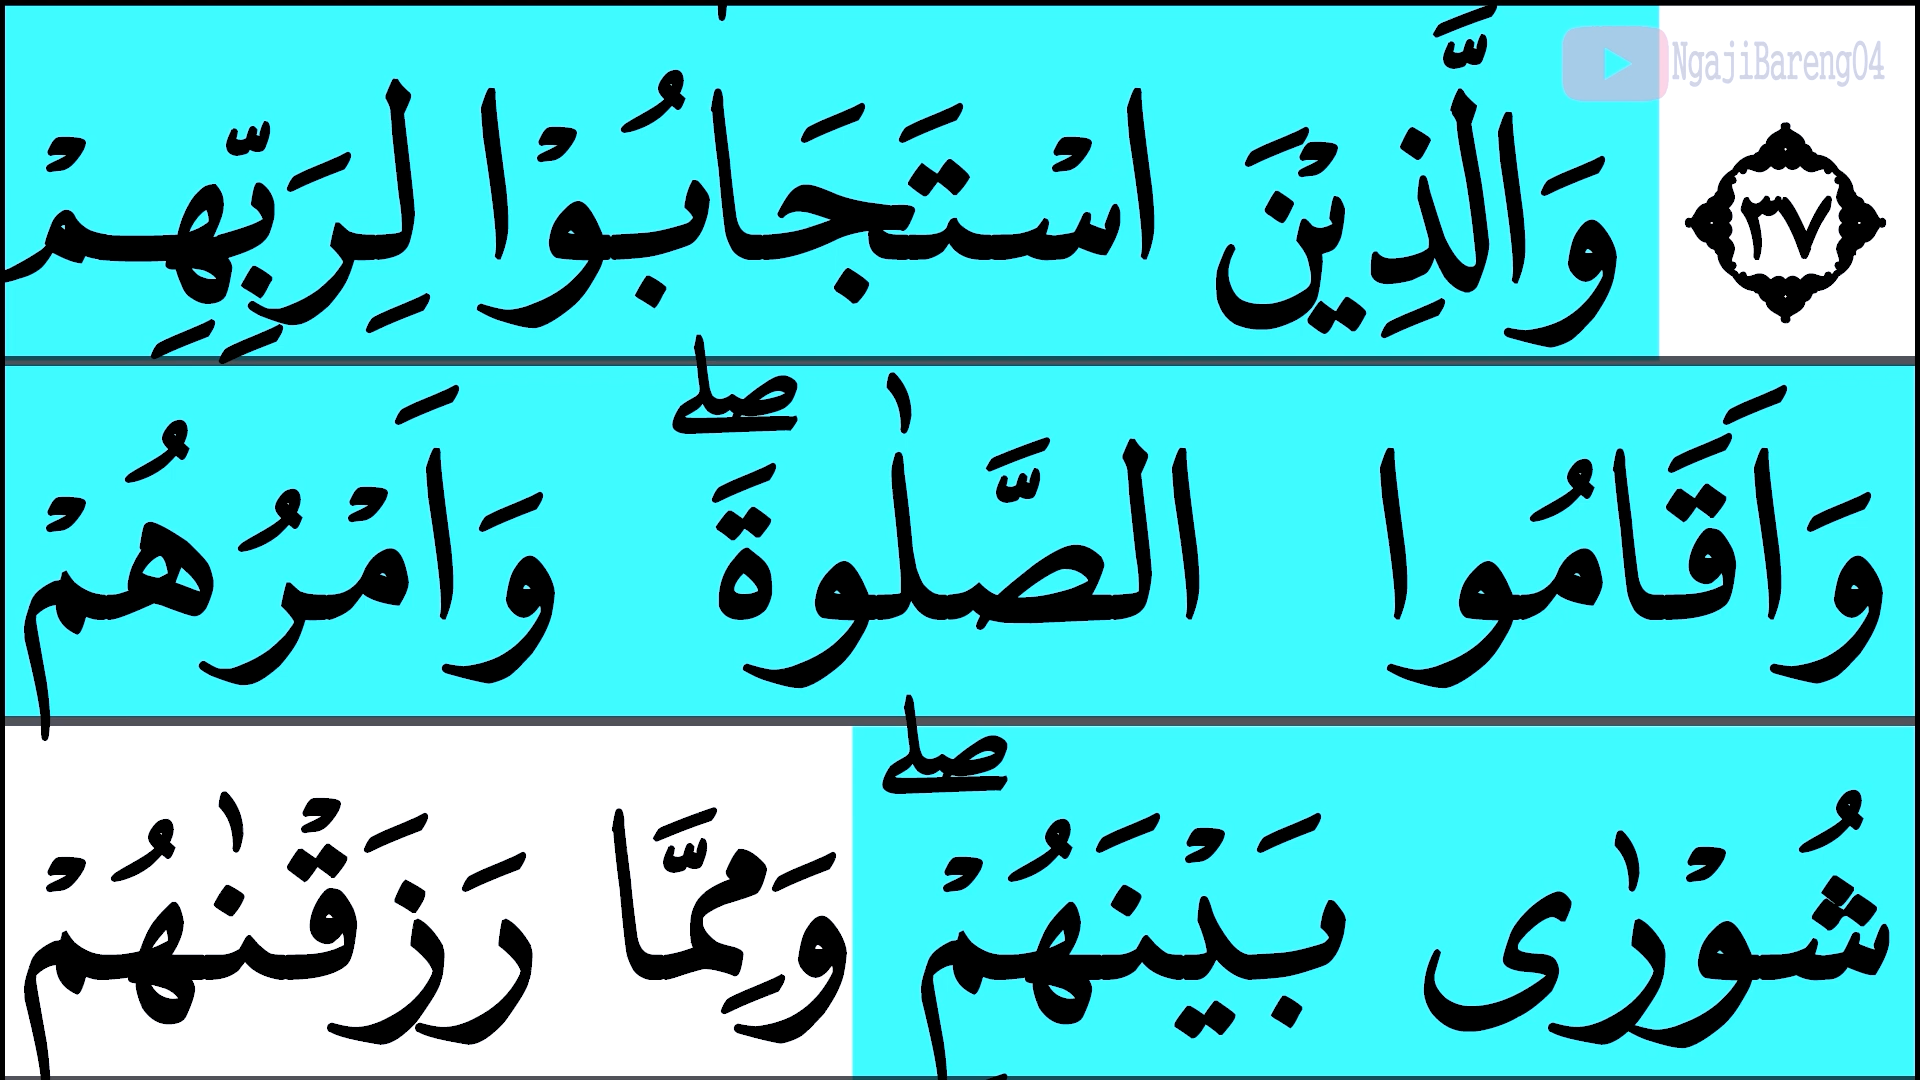 NgajiBareng04
٣٧ وَالَّذِيْنَ اسْتَجَابُوْا لِرَبِّهِمْ
وَاَقَامُوا الصَّلٰوةَ ۖ وَاَمْرُهُمْ
شُوْرٰى بَيْنَهُمْ ۖ وَمِمَّا رَزَقْنٰهُمْ